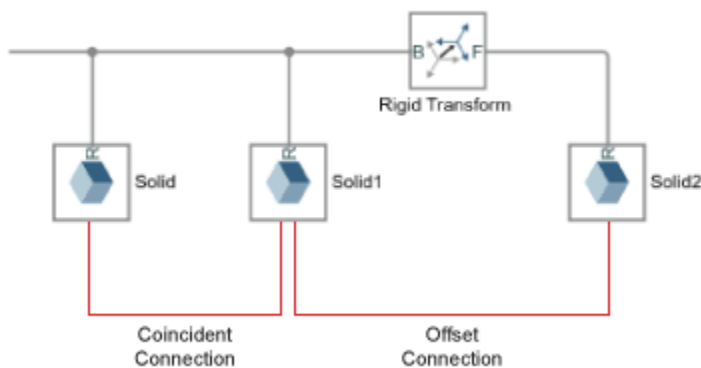 B F
Rigid Transform
R R R
Solid Solid1 Solid2
Coincident Offset
Connection Connection